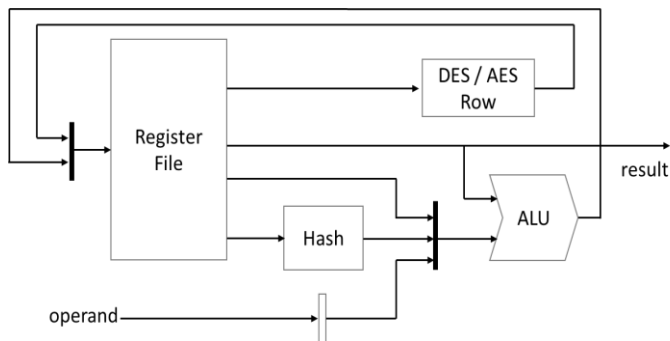 DES / AES
Row
Register
File
result
ALU
Hash
operand